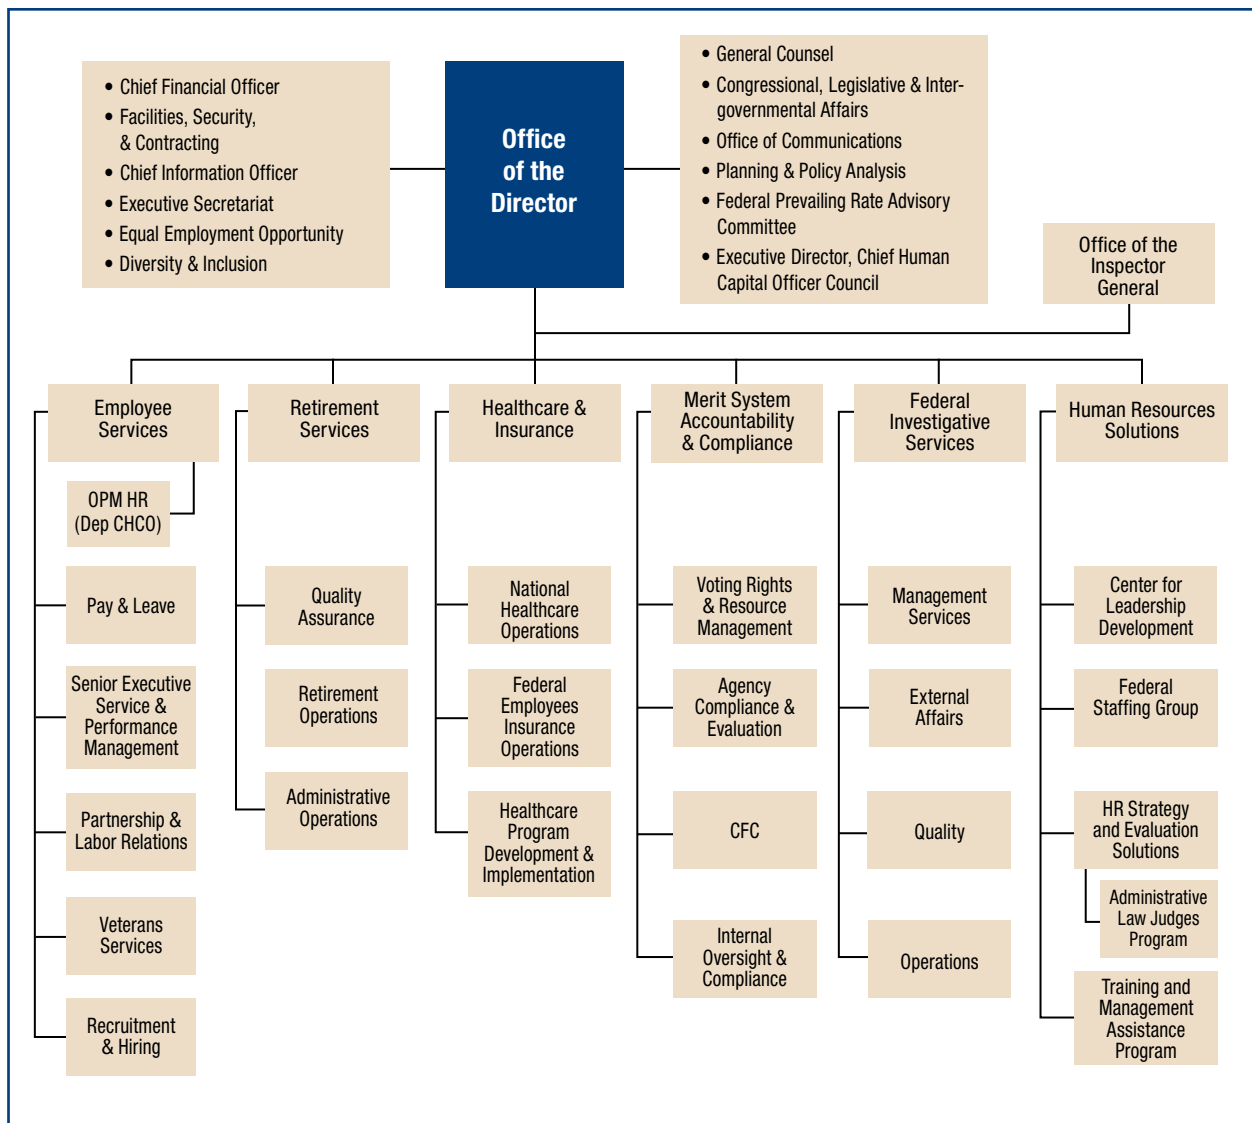 • Chief Financial Officer
• Facilities, Security,
& Contracting
• Chief Information Officer
• Executive Secretariat
• Equal Employment Opportunity
• Diversity & Inclusion
Office
of the
Director
• General Counsel
• Congressional, Legislative & Inter-
governmental Affairs
• Office of Communications
• Planning & Policy Analysis
• Federal Prevailing Rate Advisory
Committee
• Executive Director, Chief Human
Capital Officer Council
Office of the
Inspector
General
Employee
Services
OPM HR
(Dep CHCO)
Pay & Leave
Senior Executive
Service &
Performance
Management
Partnership &
Labor Relations
Veterans
Services
Recruitment
& Hiring
Retirement
Services
Quality
Assurance
Retirement
Operations
Administrative
Operations
Healthcare &
Insurance
National
Healthcare
Operations
Federal
Employees
Insurance
Operations
Healthcare
Program
Development &
Implementation
Merit System
Accountability
& Compliance
Voting Rights
& Resource
Management
Agency
Compliance &
Evaluation
CFC
Internal
Oversight &
Compliance
Federal
Investigative
Services
Management
Services
External
Affairs
Quality
Operations
Human Resources
Solutions
Center for
Leadership
Development
Federal
Staffing Group
HR Strategy
and Evaluation
Solutions
Administrative
Law Judges
Program
Training and
Management
Assistance
Program